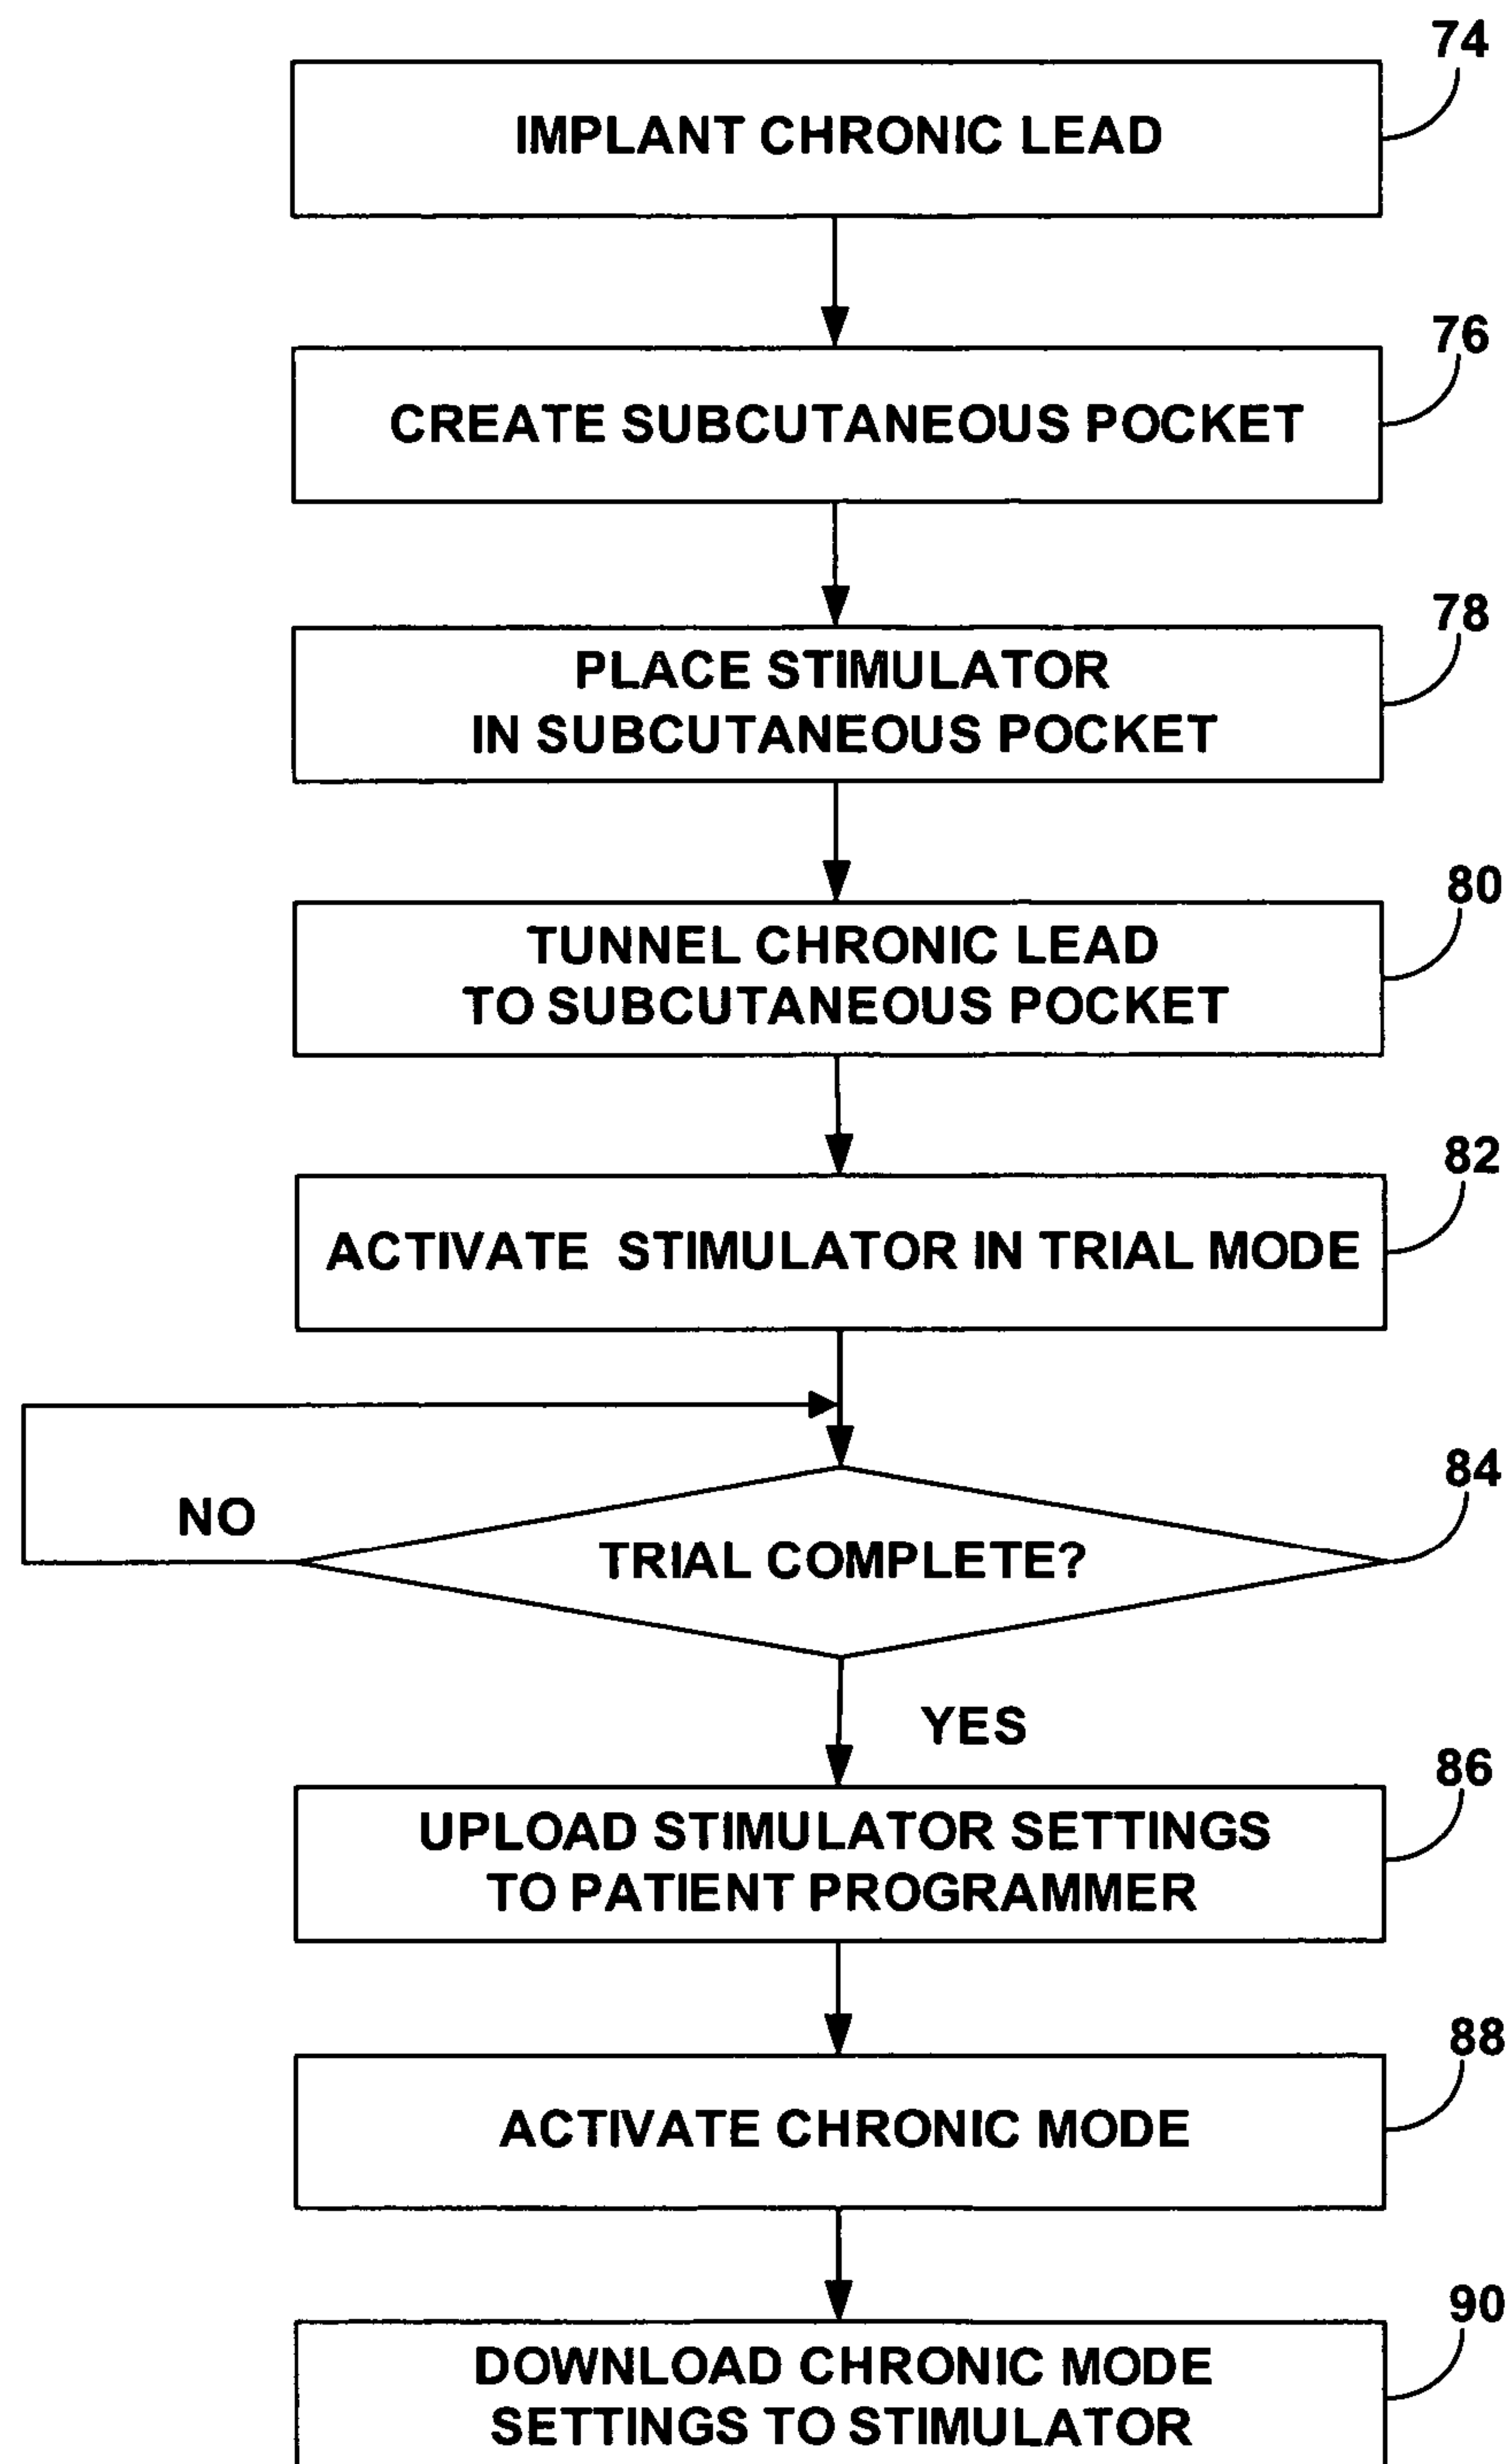 74
IMPLANT CHRONIC LEAD
76
CREATE SUBCUTANEOUS POCKET
78
PLACE STIMULATOR
IN SUBCUTANEOUS POCKET
80
TUNNEL CHRONIC LEAD
TO SUBCUTANEOUS POCKET
82
ACTIVATE STIMULATOR IN TRIAL MODE
84
NO
TRIAL COMPLETE?
YES
86
UPLOAD STIMULATOR SETTINGS
TO PATIENT PROGRAMMER
88
ACTIVATE CHRONIC MODE
90
DOWNLOAD CHRONIC MODE
SETTINGS TO STIMULATOR